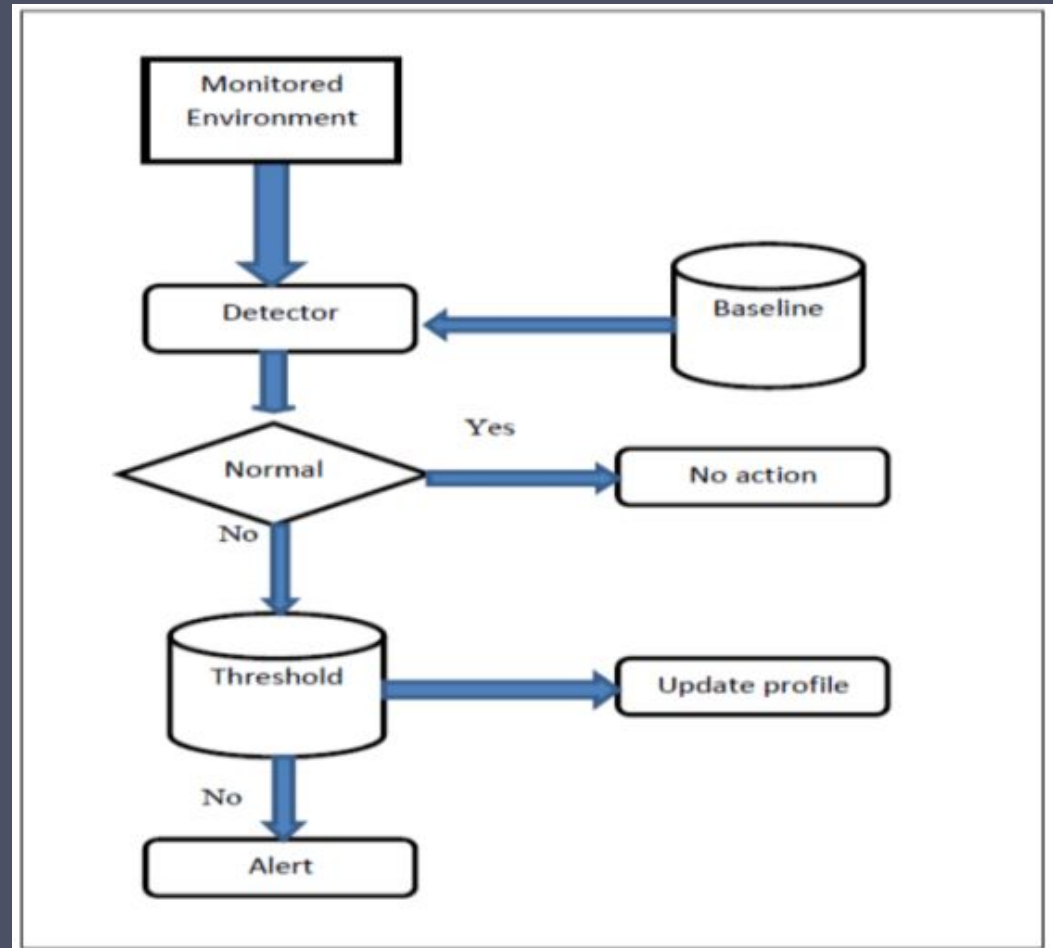 Monitored
Environment
Detector
Baseline
Yes
Normal
No action
No
Threshold
Update profile
No
Alert